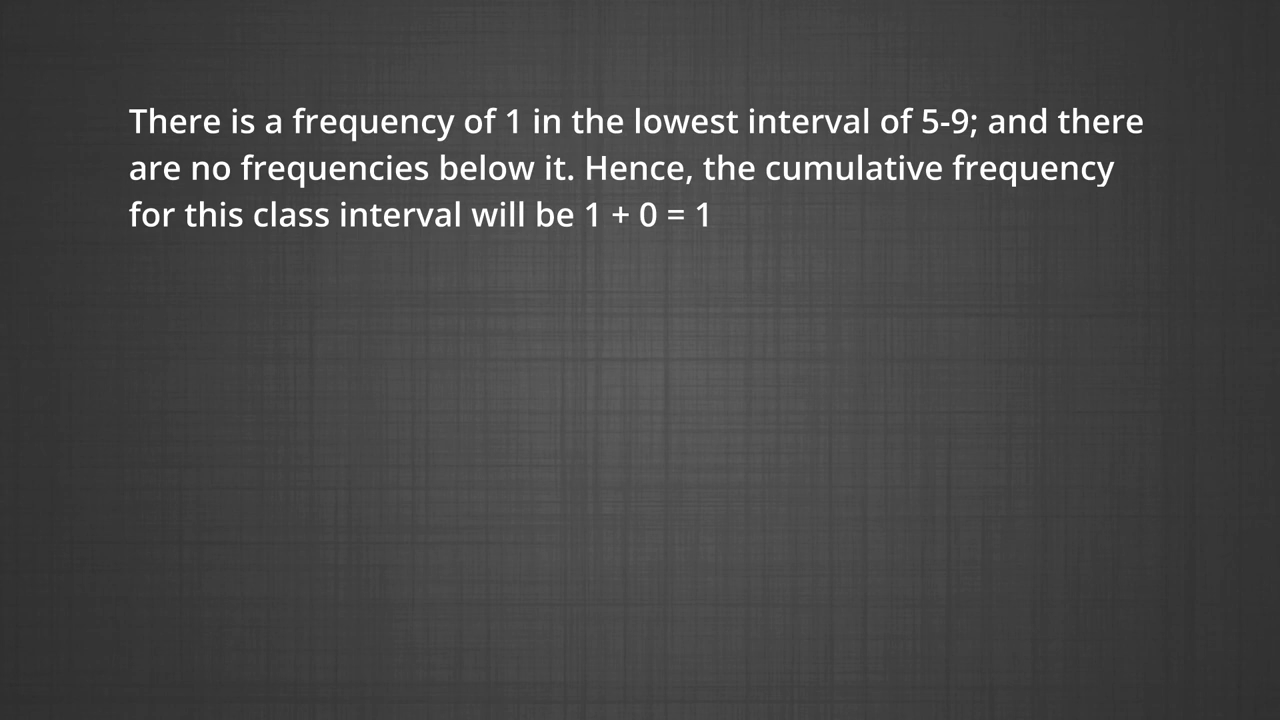 There is a frequency of 1 in the lowest interval of 5-9; and there
are no frequencies below it. Hence, the cumulative frequency
for this class interval will be 1 + 0 = 1